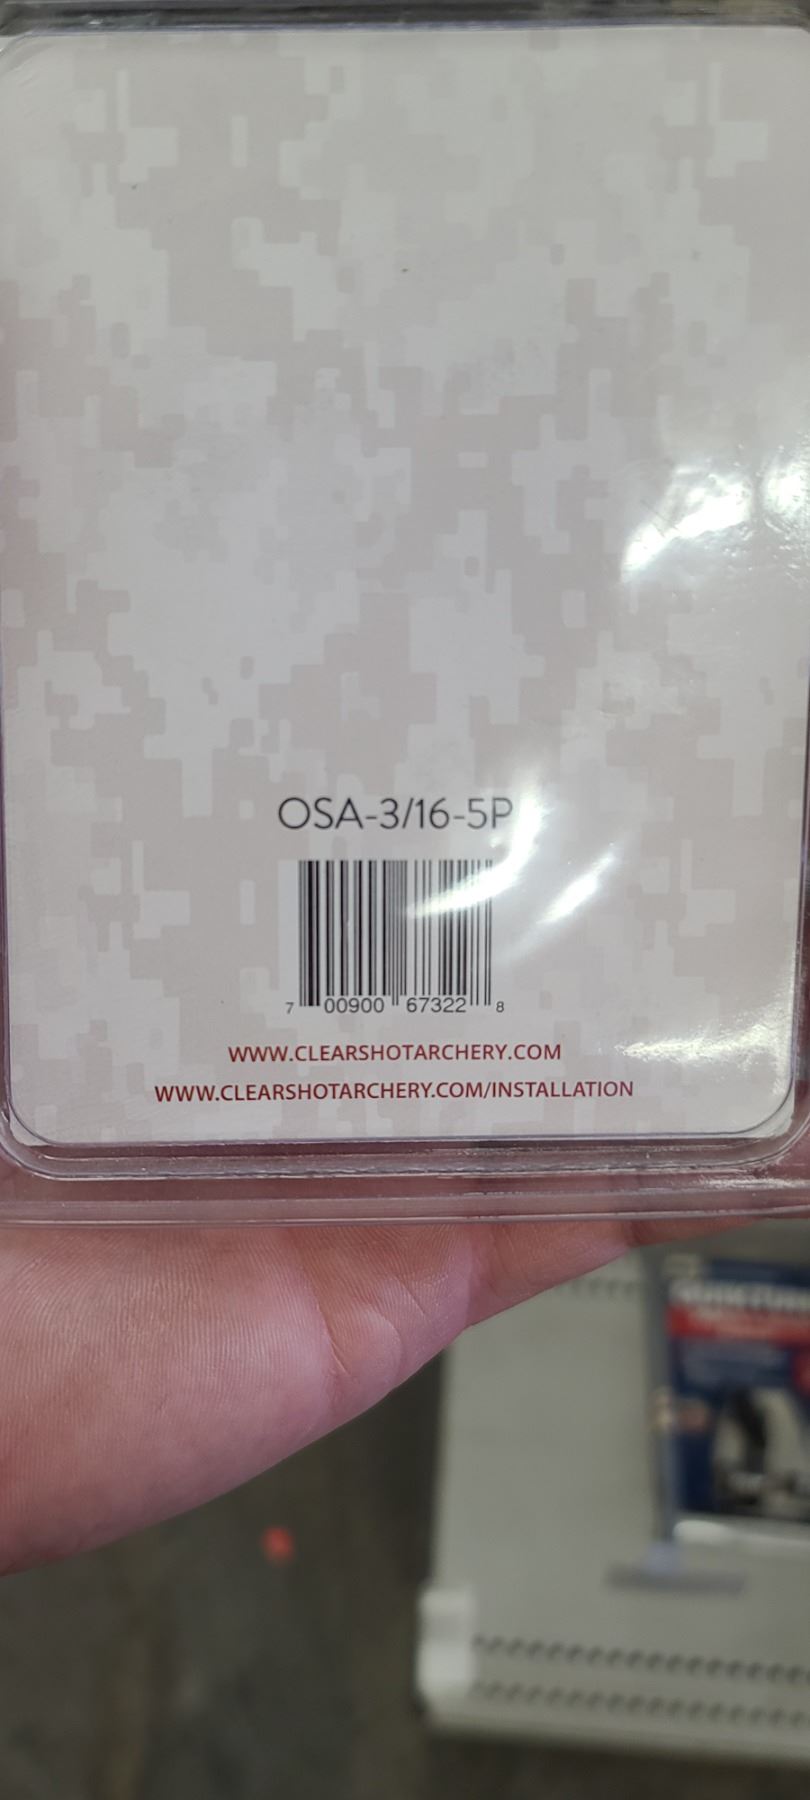 OSA-3/16-5P
7 00900 67322 8
WWW.CLEARSHOTARCHERY.COM
WWW.CLEARSHOTARCHERY.COM/INSTALLATION